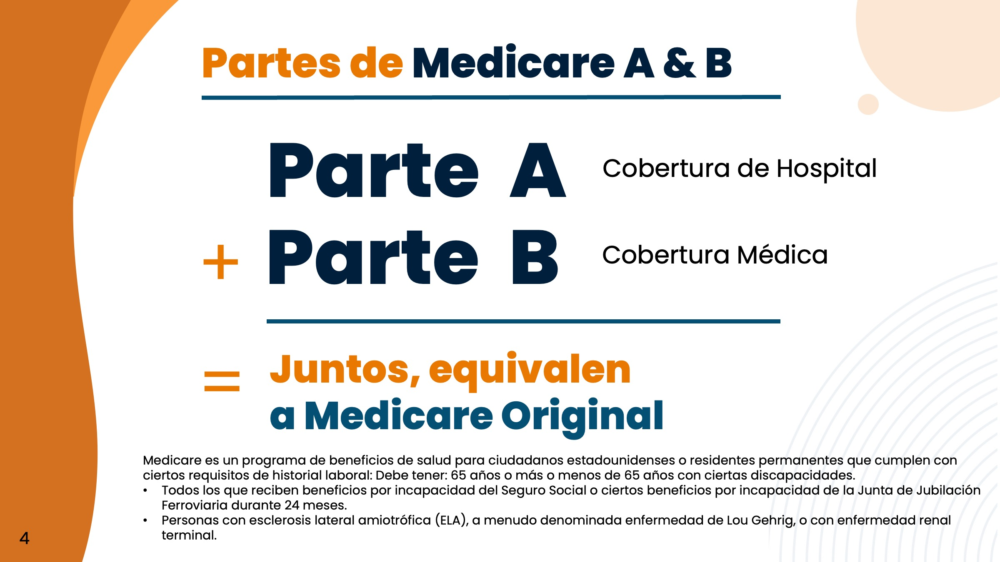 Partes de Medicare A & B
Parte A
Cobertura de Hospital
+ Parte B
Cobertura Médica
= Juntos, equivalen
a Medicare Original
Medicare es un programa de beneficios de salud para ciudadanos estadounidenses o residentes permanentes que cumplen con
ciertos requisitos de historial laboral: Debe tener: 65 años o más o menos de 65 años con ciertas discapacidades.
• Todos los que reciben beneficios por incapacidad del Seguro Social o ciertos beneficios por incapacidad de la Junta de Jubilación
Ferroviaria durante 24 meses.
• Personas con esclerosis lateral amiotrófica (ELA), a menudo denominada enfermedad de Lou Gehrig, o con enfermedad renal
terminal.
4